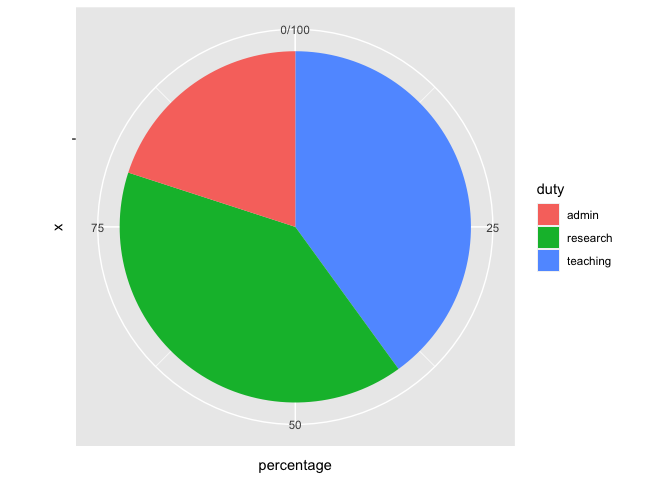 0/100
25
50
75
x
percentage
duty
admin
research
teaching